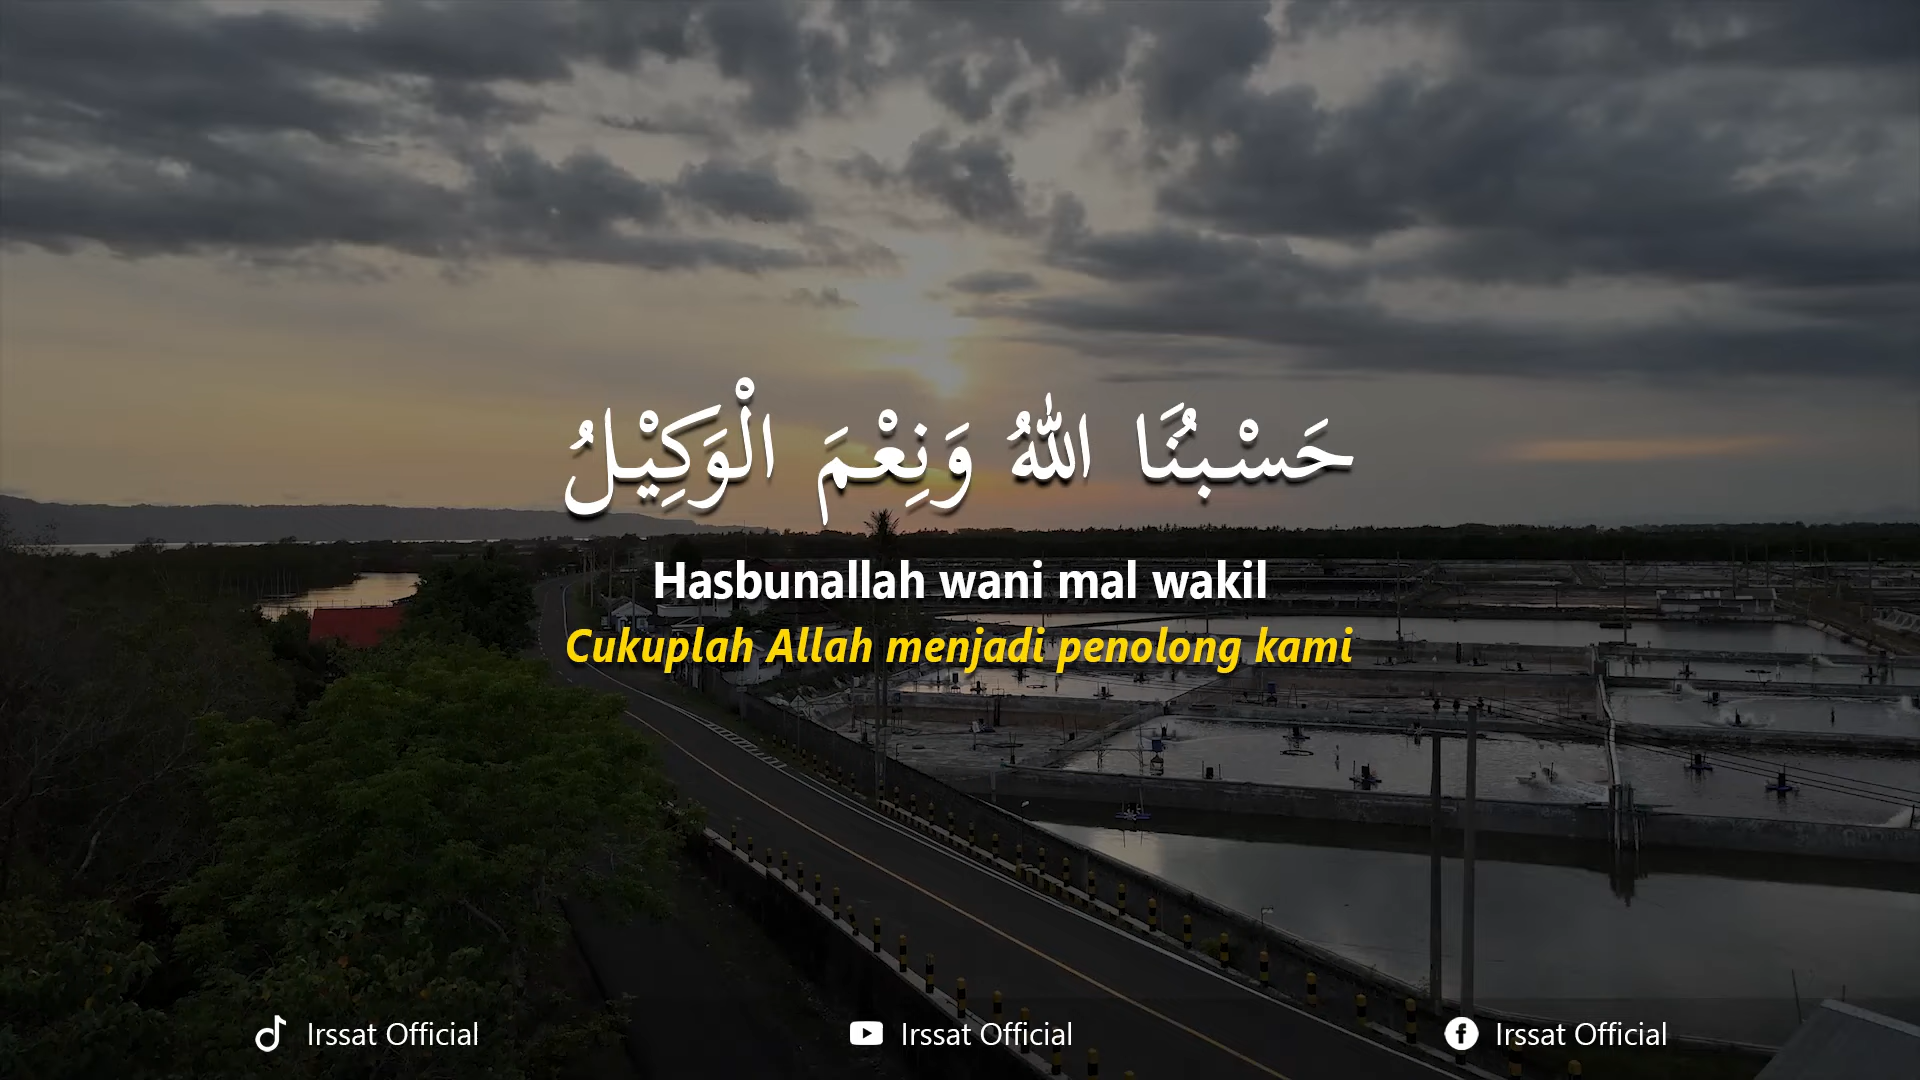 حَسْبُنَا اللّٰهُ وَنِعْمَ الْوَكِيْلُ
Hasbunallah wani mal wakil
Cukuplah Allah menjadi penolong kami
Irssat Official
Irssat Official
Irssat Official